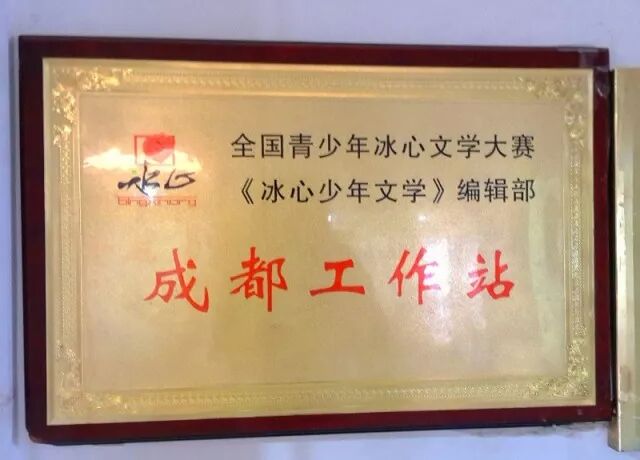 冰心
全国青少年冰心文学大赛
《冰心少年文学》编辑部
成都工作站